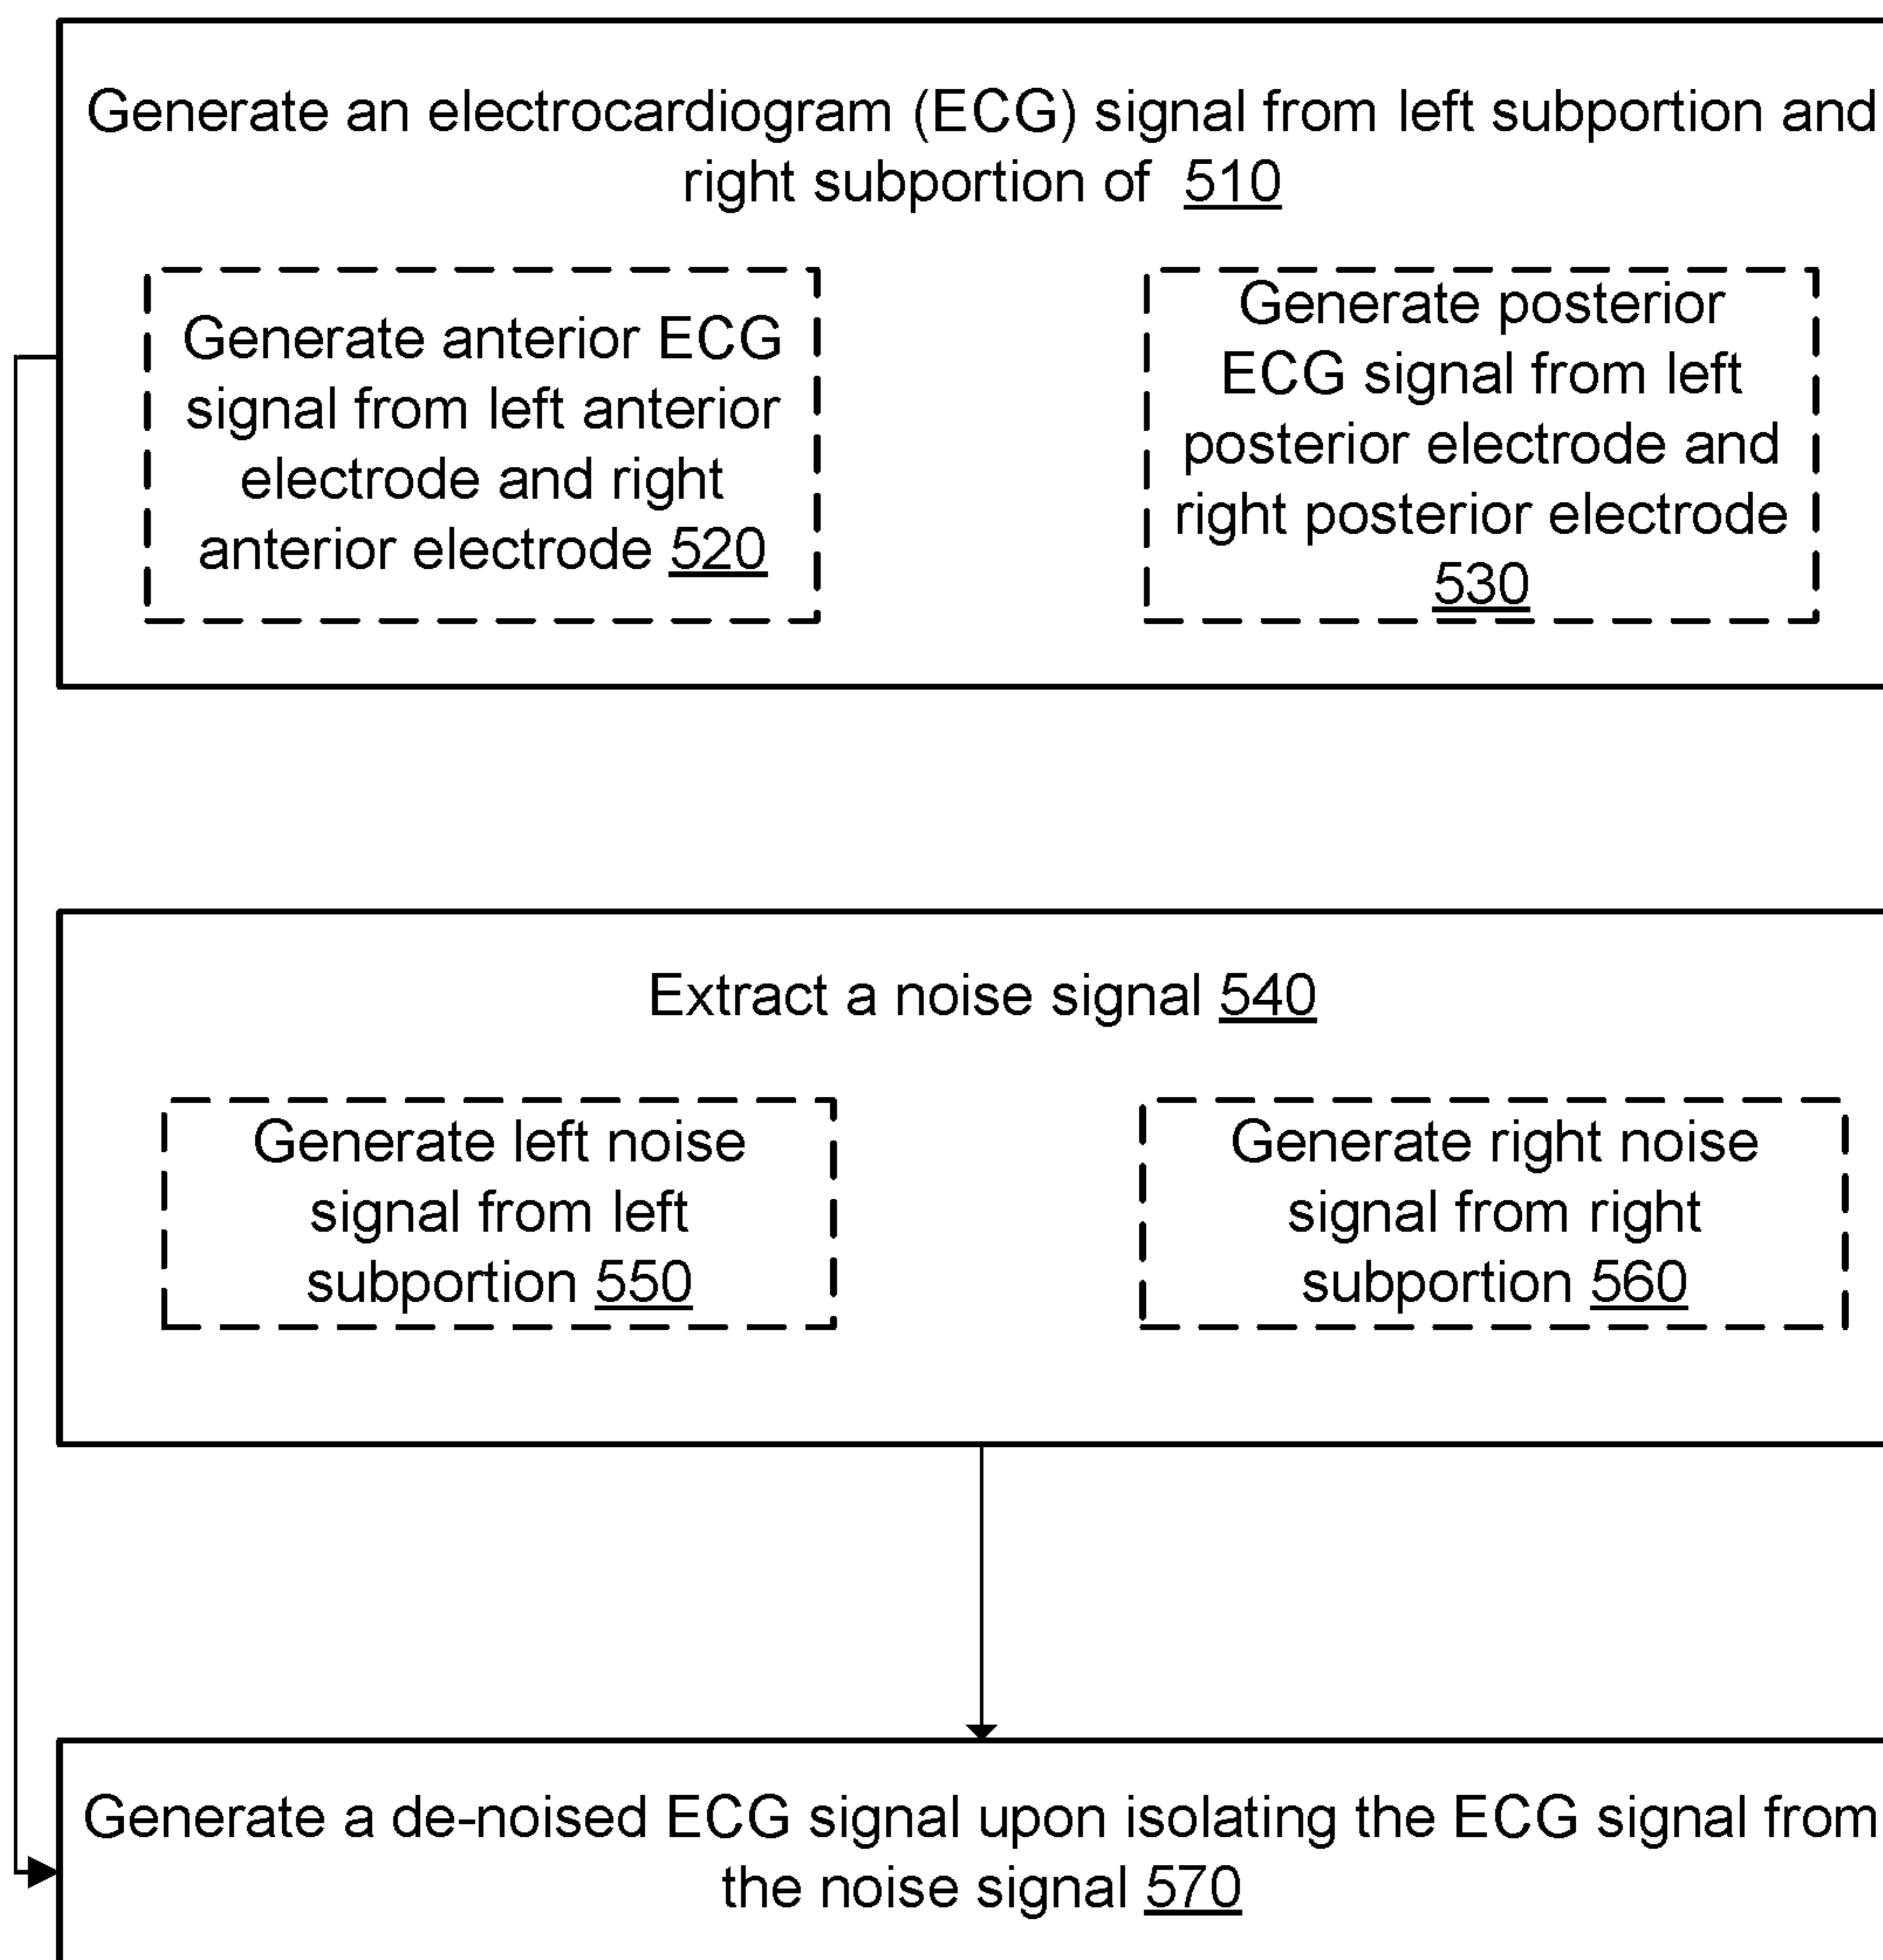 Generate an electrocardiogram (ECG) signal from left subportion and
right subportion of 510
Generate anterior ECG
signal from left anterior
electrode and right
anterior electrode 520
Generate posterior
ECG signal from left
posterior electrode and
right posterior electrode
530
Extract a noise signal 540
Generate left noise
signal from left
subportion 550
Generate right noise
signal from right
subportion 560
Generate a de-noised ECG signal upon isolating the ECG signal from
the noise signal 570